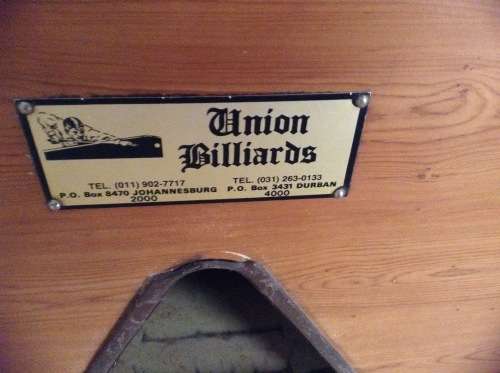 Union
Billiards
TEL. (011) 902-7717
P.O. Box 8470 JOHANNESBURG
2000
TEL. (031) 263-0133
P.O. Box 3431 DURBAN
4000